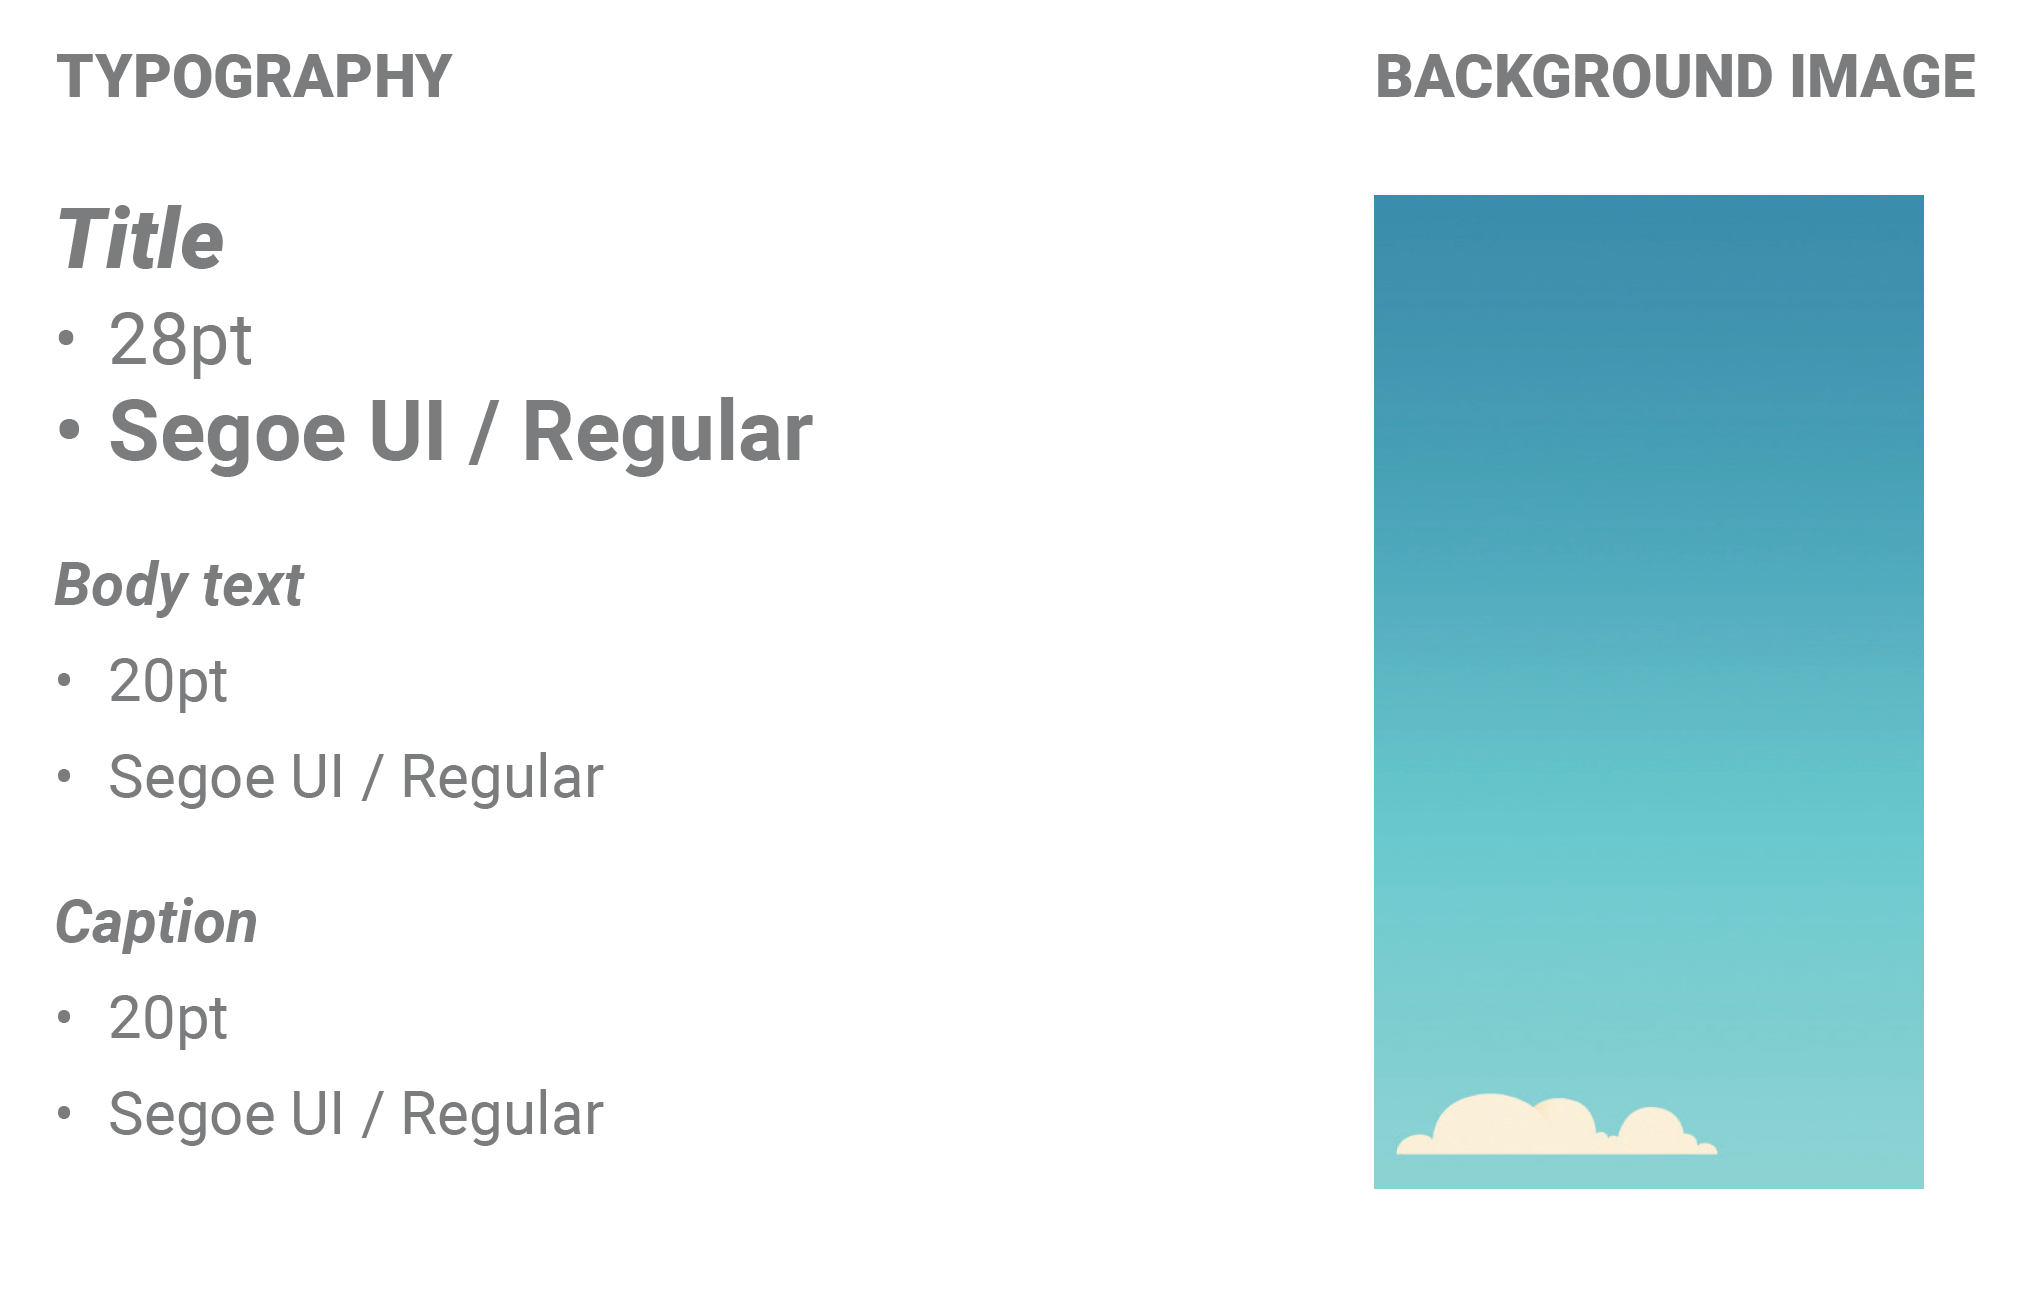 TYPOGRAPHY
BACKGROUND IMAGE
Title
• 28pt
• Segoe UI / Regular
Body text
• 20pt
• Segoe UI / Regular
Caption
• 20pt
• Segoe UI / Regular